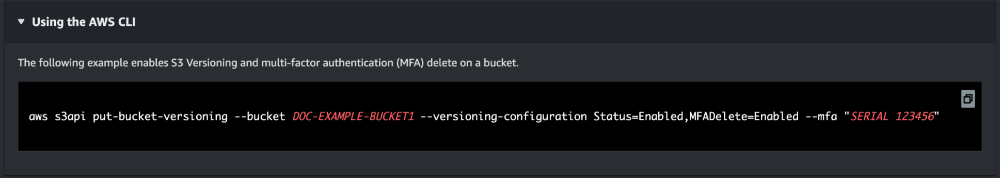 Using the AWS CLI
The following example enables S3 Versioning and multi-factor authentication (MFA) delete on a bucket.
aws s3api put-bucket-versioning --bucket DOC-EXAMPLE-BUCKET1 --versioning-configuration Status=Enabled,MFADelete=Enabled --mfa "SERIAL 123456"